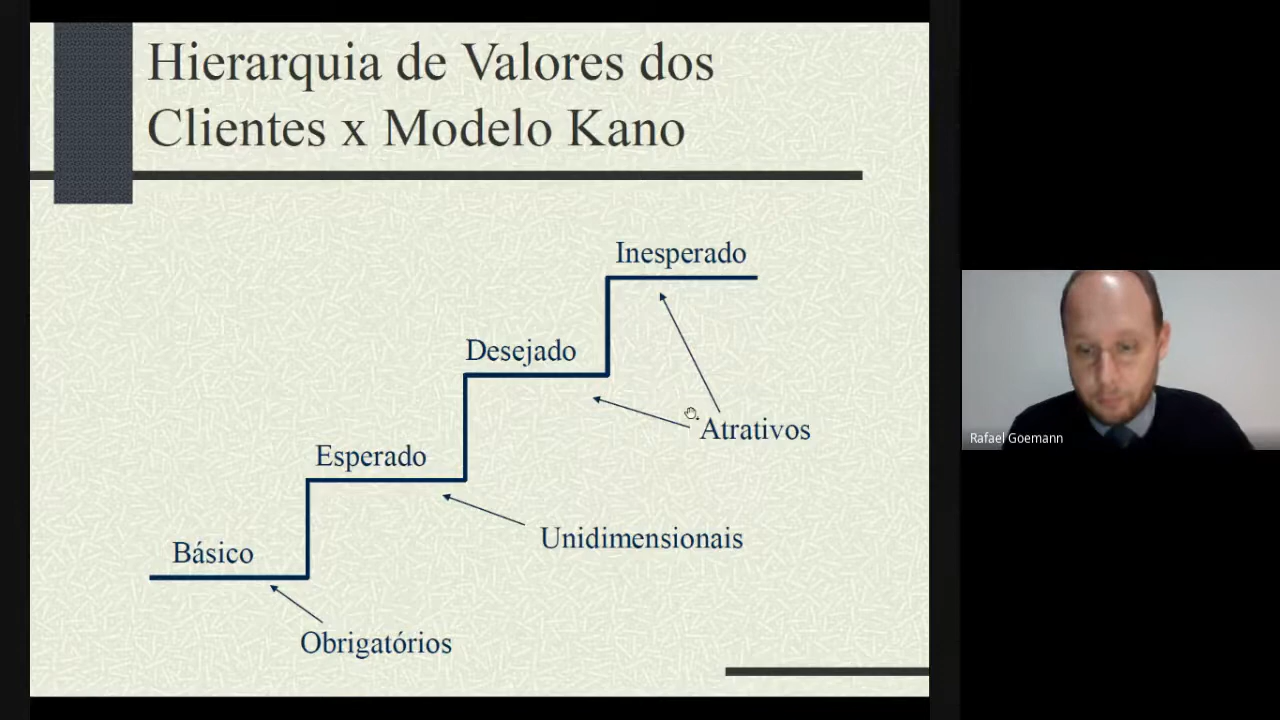 Hierarquia de Valores dos
Clientes x Modelo Kano
Inesperado
Desejado
Atrativos
Esperado
Unidimensionais
Básico
Obrigatórios
Rafael Goemann